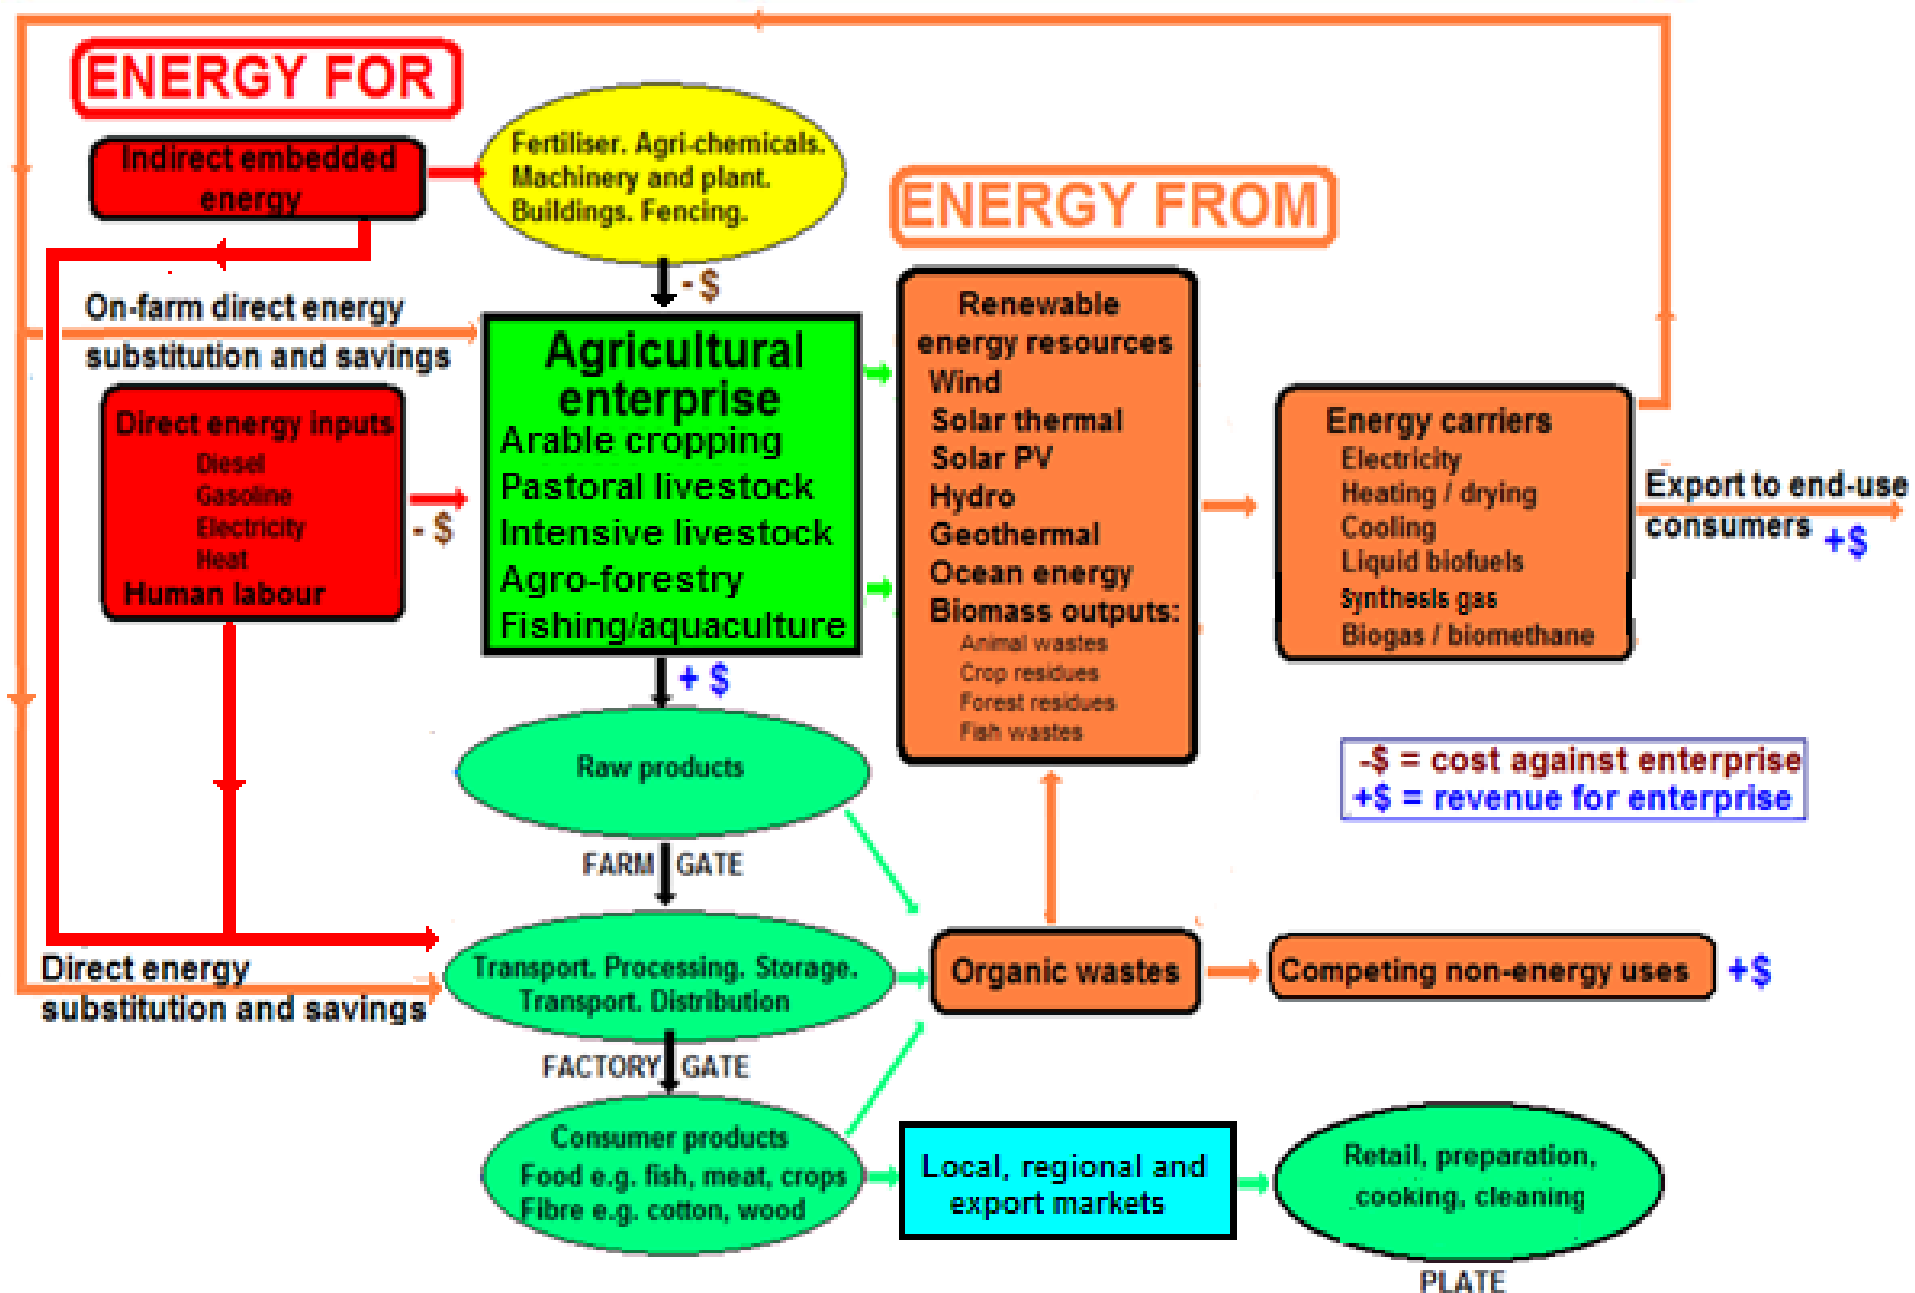 ENERGY FOR
Indirect embedded
energy
Fertiliser. Agri-chemicals.
Machinery and plant.
Buildings. Fencing.
- $
ENERGY FROM
On-farm direct energy
substitution and savings
Direct energy inputs
Diesel
Gasoline
Electricity
Heat
Human labour
- $
Agricultural
enterprise
Arable cropping
Pastoral livestock
Intensive livestock
Agro-forestry
Fishing/aquaculture
+ $
Renewable
energy resources
Wind
Solar thermal
Solar PV
Hydro
Geothermal
Ocean energy
Biomass outputs:
Animal wastes
Crop residues
Forest residues
Fish wastes
Energy carriers
Electricity
Heating / drying
Cooling
Liquid biofuels
Synthesis gas
Biogas / biomethane
Export to end-use
consumers +$
-$ = cost against enterprise
+$ = revenue for enterprise
Raw products
FARM GATE
Direct energy
substitution and savings
Transport. Processing. Storage.
Transport. Distribution
Organic wastes
Competing non-energy uses +$
FACTORY GATE
Consumer products
Food e.g. fish, meat, crops
Fibre e.g. cotton, wood
Local, regional and
export markets
Retail, preparation,
cooking, cleaning
PLATE